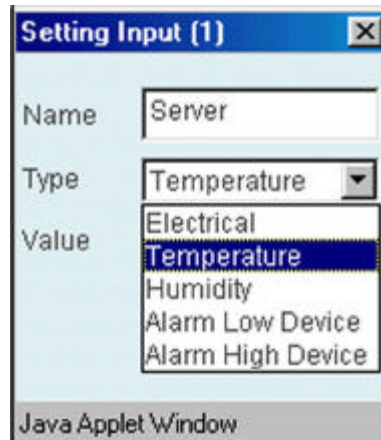 Setting Input (1)
Name Server
Type Temperature
Value
Electrical
Temperature
Humidity
Alarm Low Device
Alarm High Device
Java Applet Window